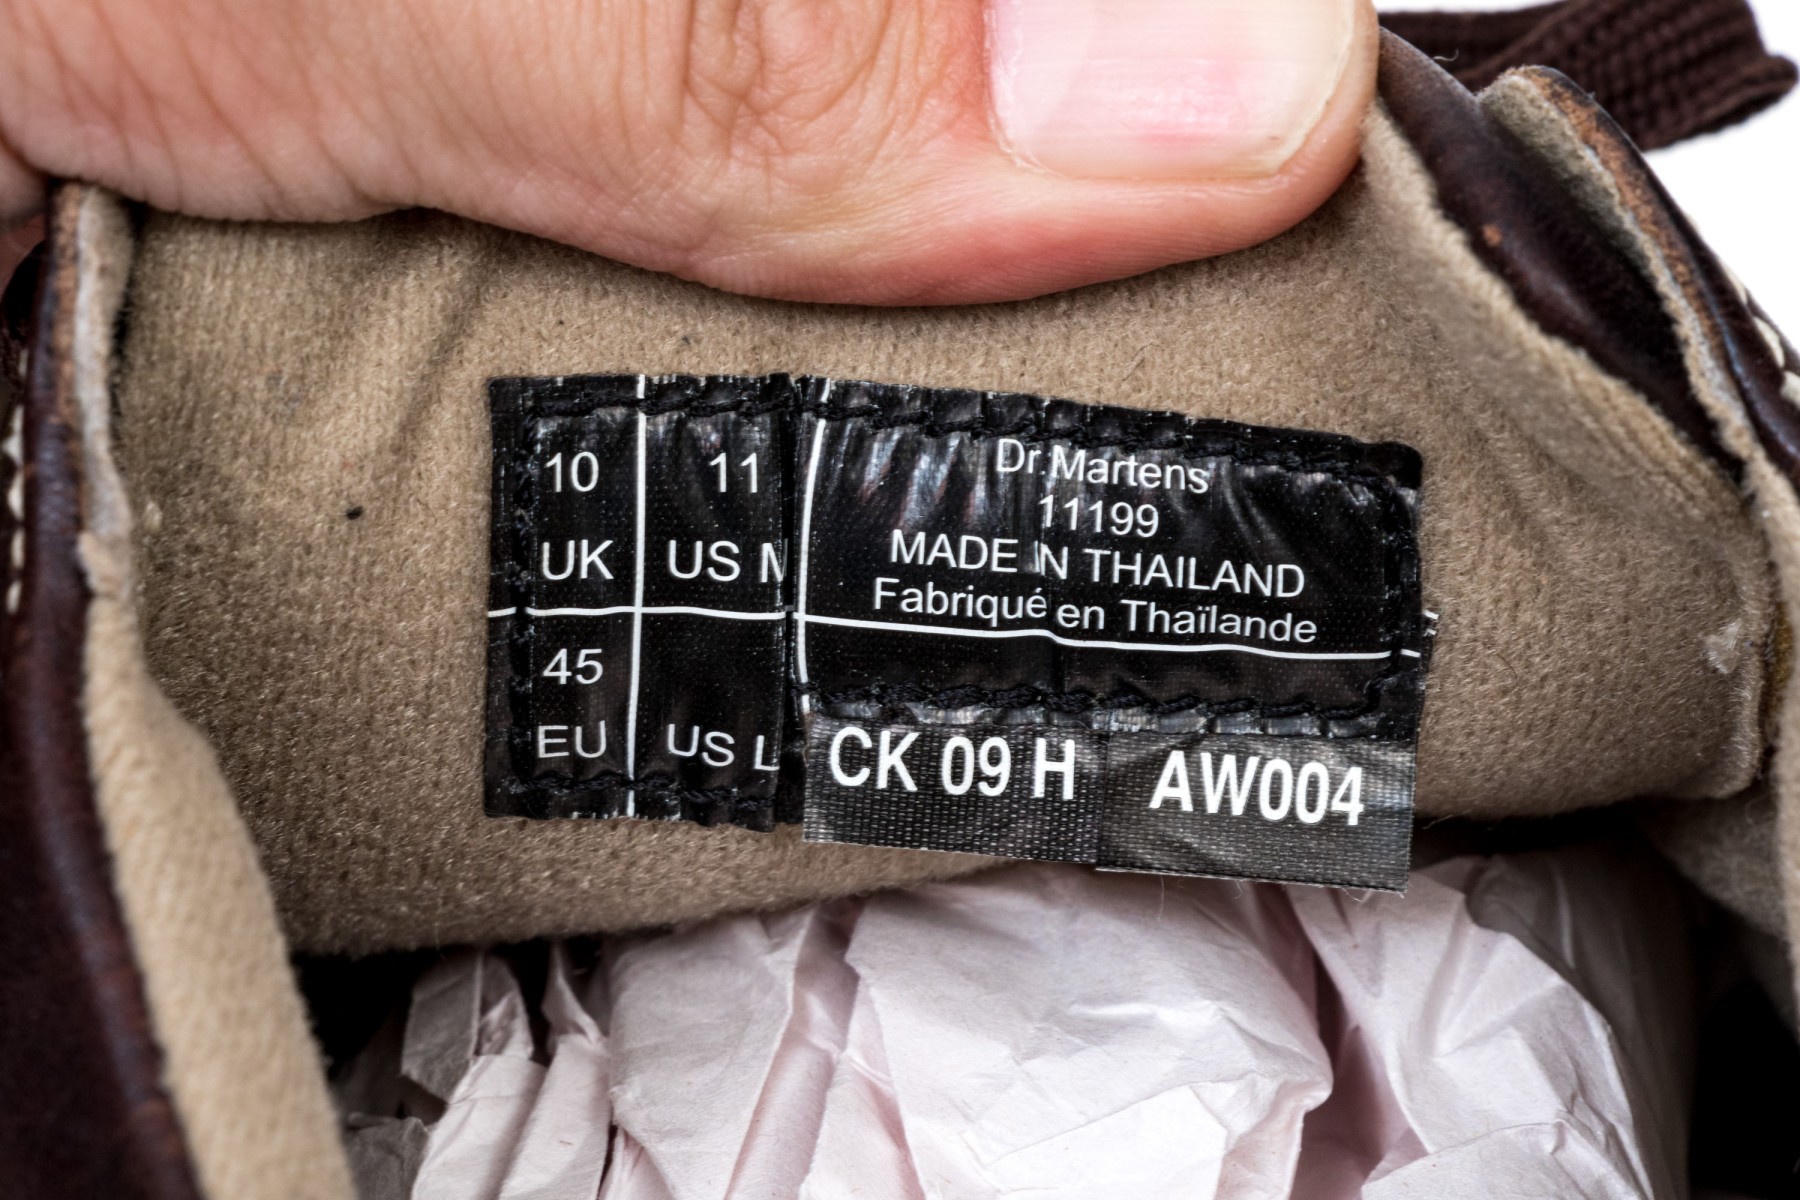 10
UK
11
US M
45
EU
US L
Dr.Martens
11199
MADE IN THAILAND
Fabriqué en Thaïlande
CK 09 H AW004